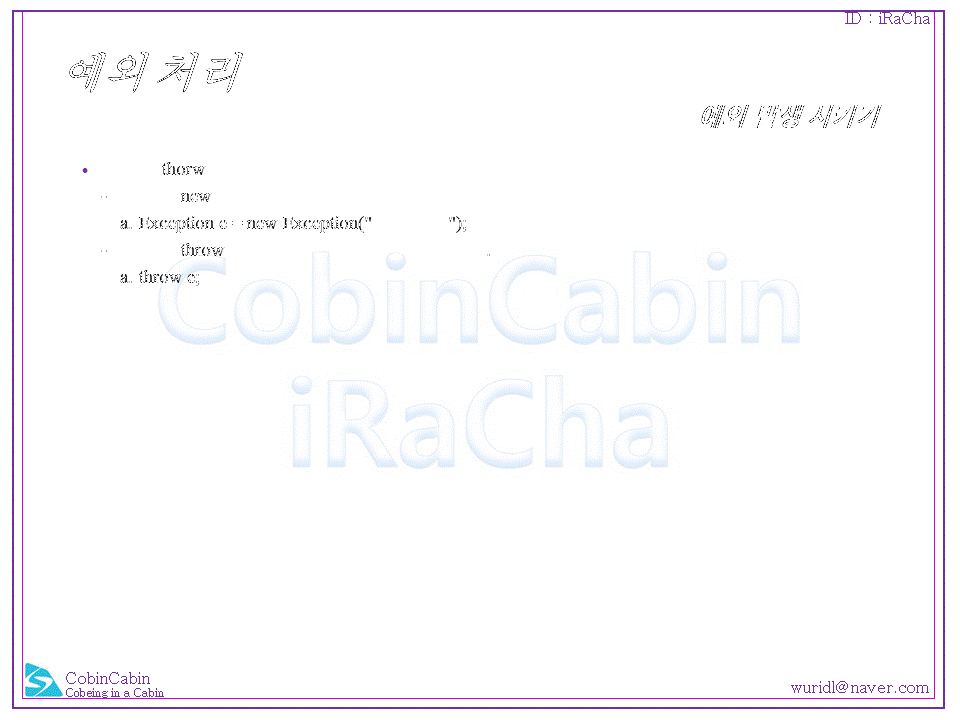 ID : iRaCha
예외 처리
예외 발생 시키기
• thorw
new
a. Exception e = new Exception(" ");
throw .
a. throw e;
CobinCabin
iRaCha
CobinCabin
Cobeing in a Cabin
wuridl@naver.com